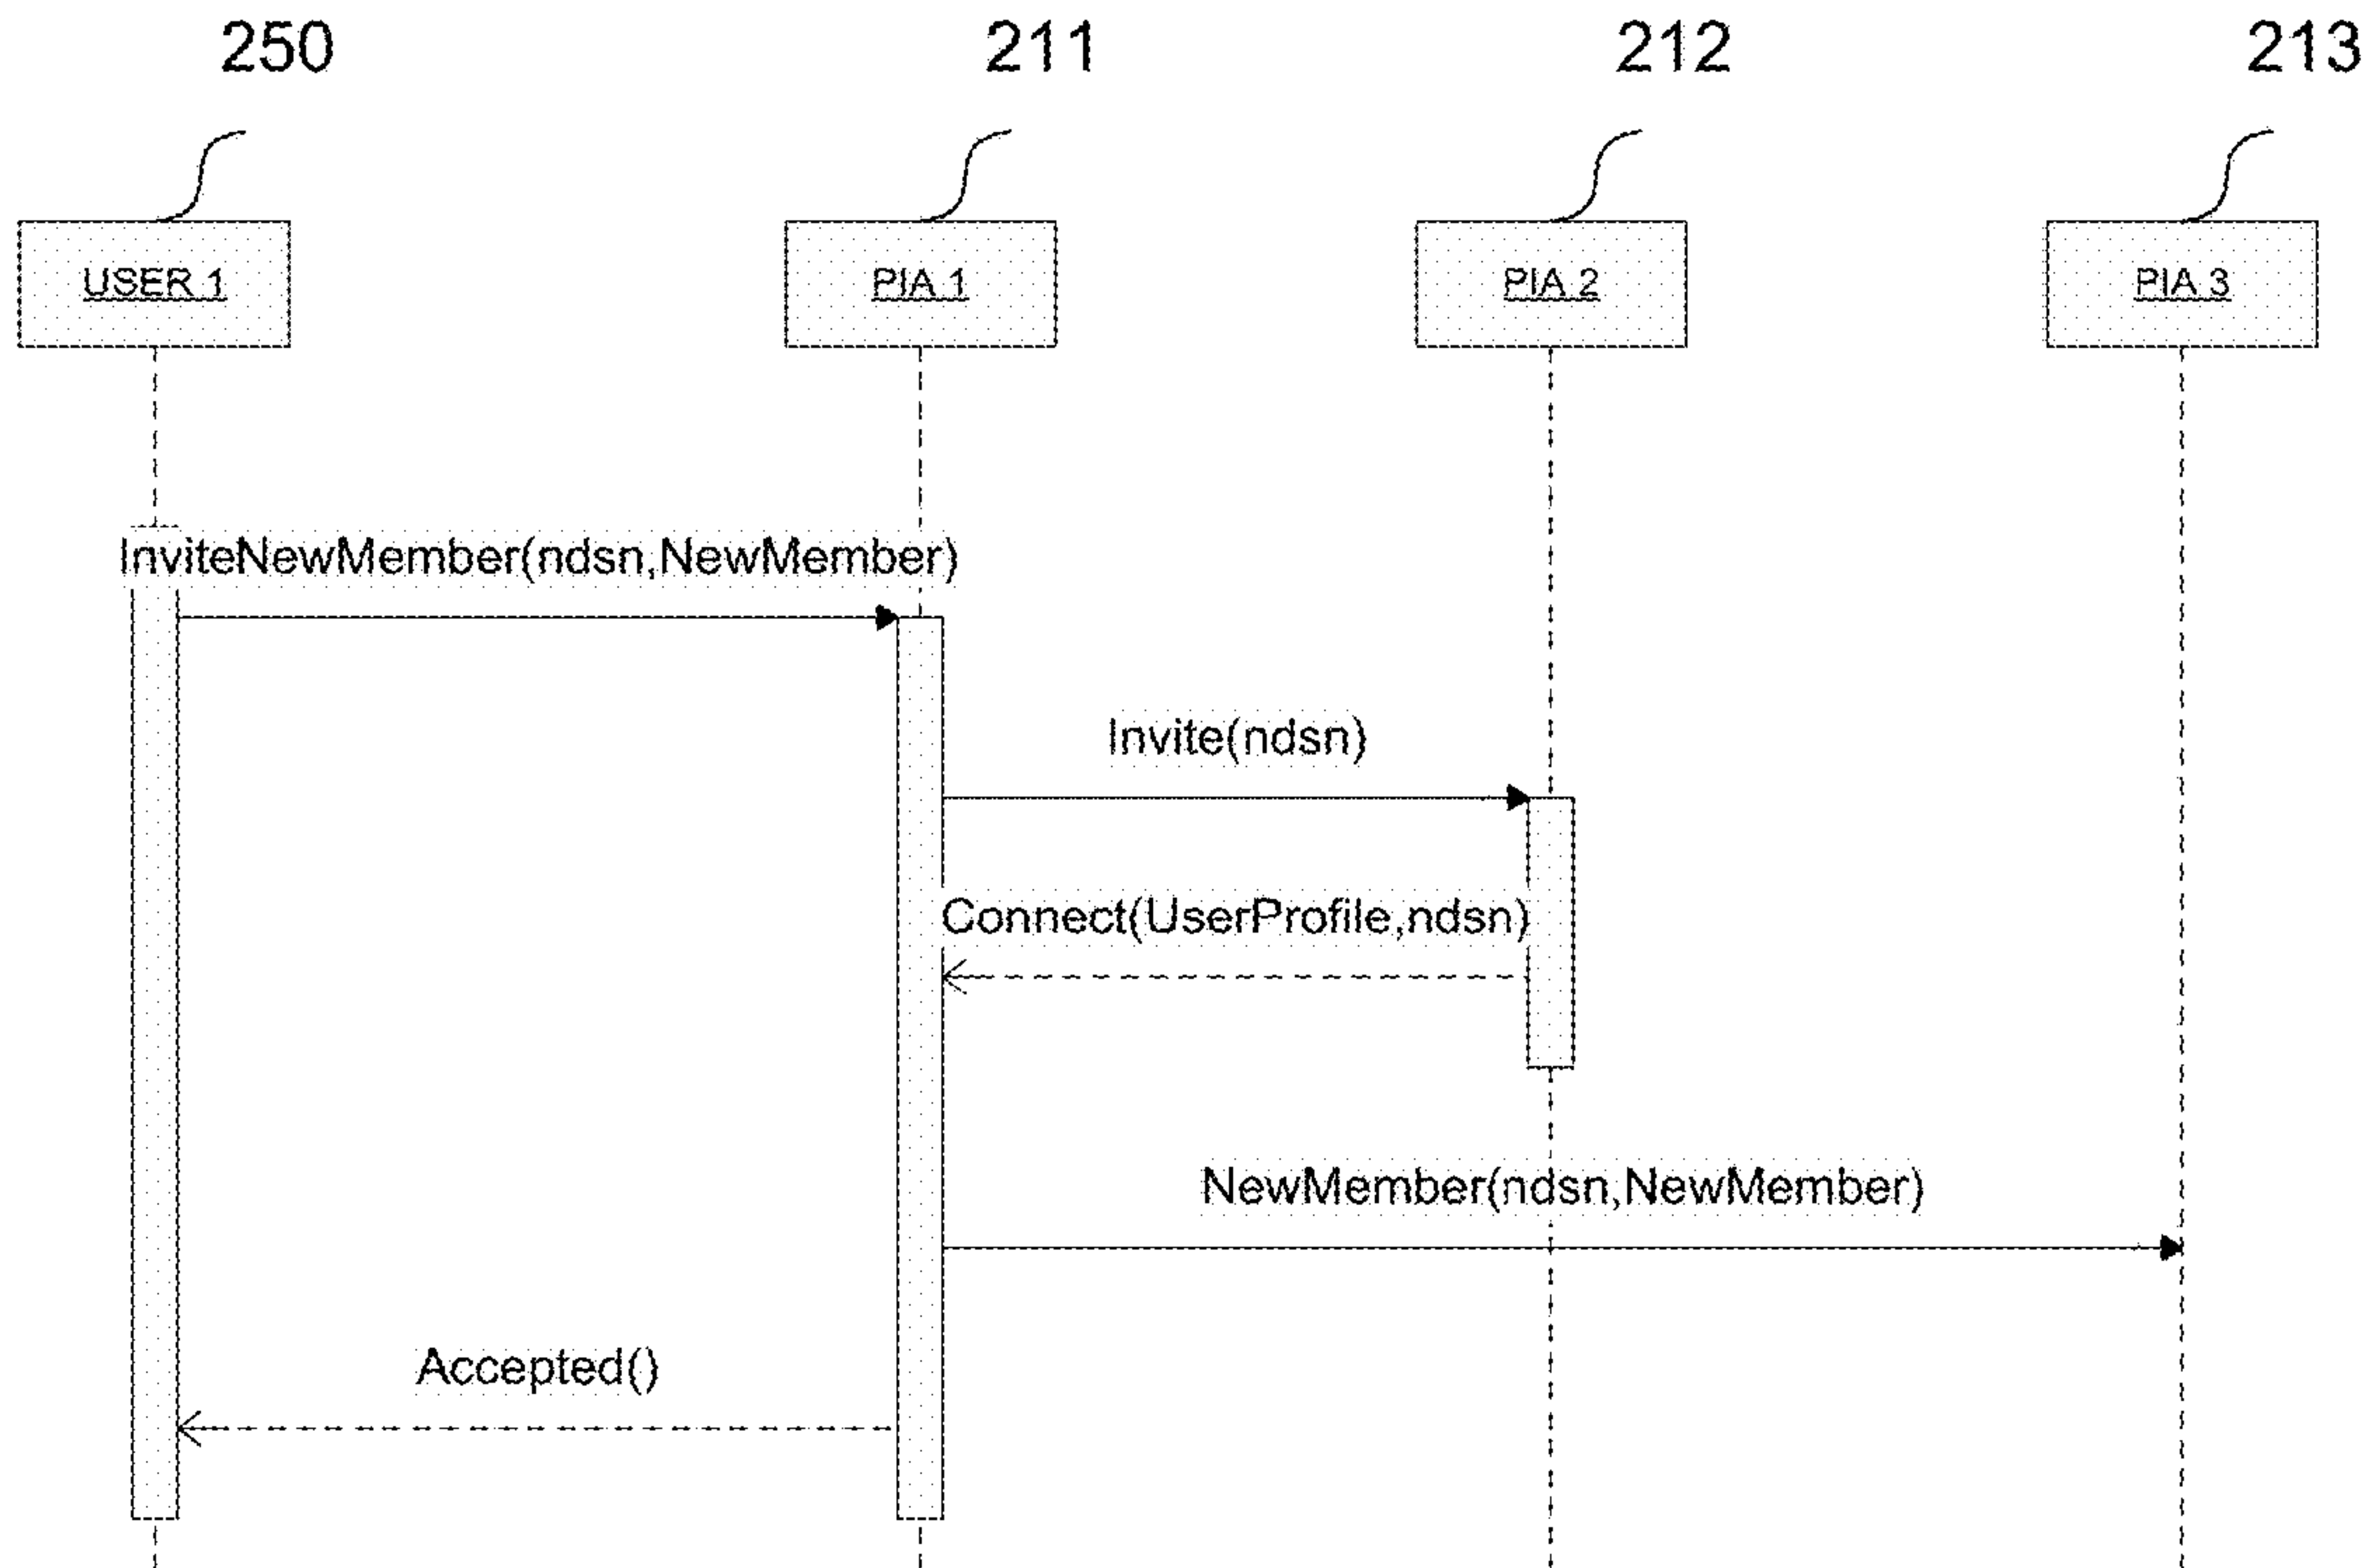 250
211
212
213
USER 1
PIA 1
PIA 2
PIA 3
InviteNewMember(ndsn,NewMember)
Invite(ndsn)
Connect(UserProfile,ndsn)
NewMember(ndsn,NewMember)
Accepted()